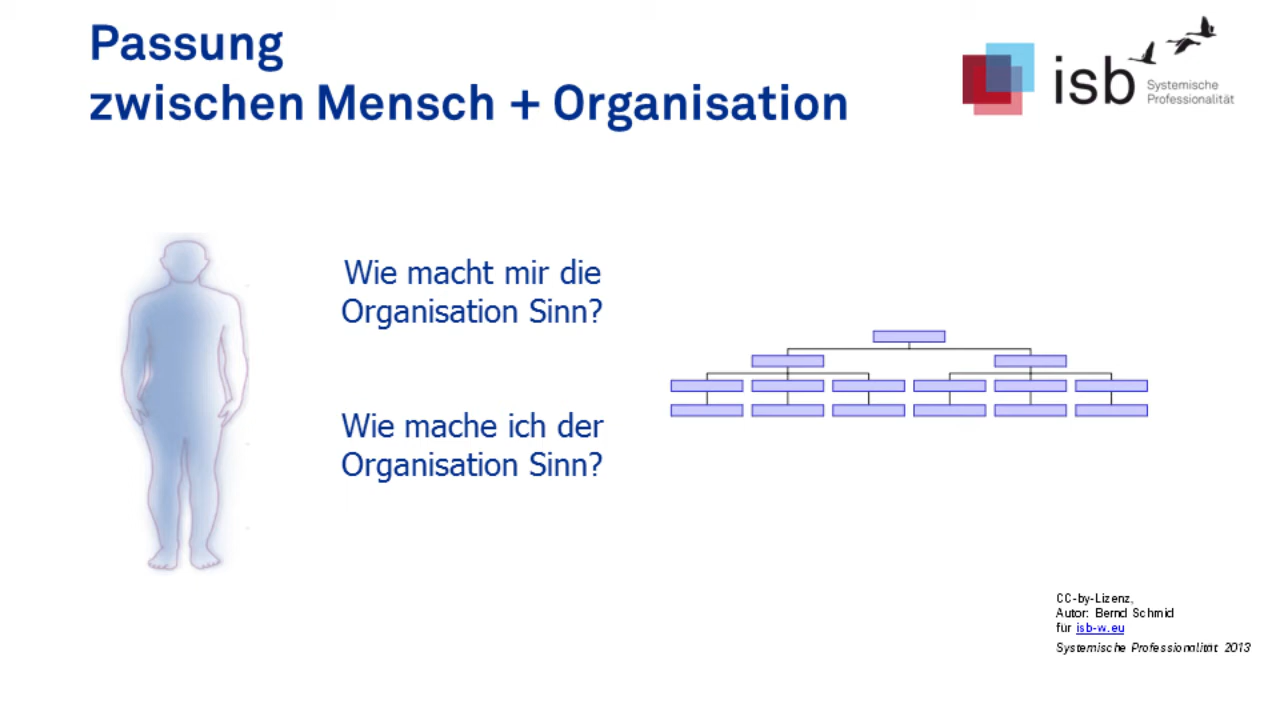 Passung
zwischen Mensch + Organisation
isb
Systemische
Professionalität
Wie macht mir die
Organisation Sinn?
Wie mache ich der
Organisation Sinn?
CC-by-Lizenz,
Autor: Bernd Schmid
für isb-w.eu
Systemische Professionalität 2013